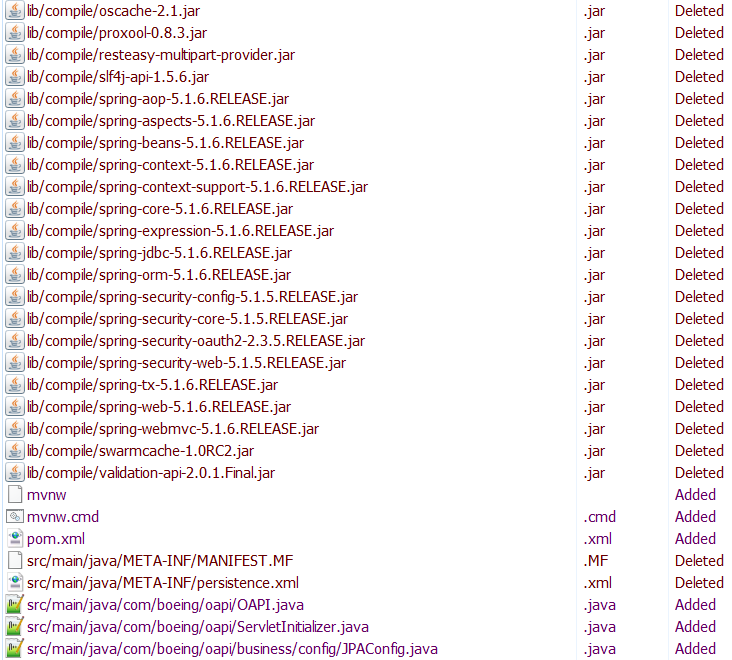 lib/compile/oscache-2.1.jar .jar Deleted
lib/compile/proxool-0.8.3.jar .jar Deleted
lib/compile/resteasy-multipart-provider.jar .jar Deleted
lib/compile/slf4j-api-1.5.6.jar .jar Deleted
lib/compile/spring-aop-5.1.6.RELEASE.jar .jar Deleted
lib/compile/spring-aspects-5.1.6.RELEASE.jar .jar Deleted
lib/compile/spring-beans-5.1.6.RELEASE.jar .jar Deleted
lib/compile/spring-context-5.1.6.RELEASE.jar .jar Deleted
lib/compile/spring-context-support-5.1.6.RELEASE.jar .jar Deleted
lib/compile/spring-core-5.1.6.RELEASE.jar .jar Deleted
lib/compile/spring-expression-5.1.6.RELEASE.jar .jar Deleted
lib/compile/spring-jdbc-5.1.6.RELEASE.jar .jar Deleted
lib/compile/spring-orm-5.1.6.RELEASE.jar .jar Deleted
lib/compile/spring-security-config-5.1.5.RELEASE.jar .jar Deleted
lib/compile/spring-security-core-5.1.5.RELEASE.jar .jar Deleted
lib/compile/spring-security-oauth2-2.3.5.RELEASE.jar .jar Deleted
lib/compile/spring-security-web-5.1.5.RELEASE.jar .jar Deleted
lib/compile/spring-tx-5.1.6.RELEASE.jar .jar Deleted
lib/compile/spring-web-5.1.6.RELEASE.jar .jar Deleted
lib/compile/spring-webmvc-5.1.6.RELEASE.jar .jar Deleted
lib/compile/swarmcache-1.0RC2.jar .jar Deleted
lib/compile/validation-api-2.0.1.Final.jar .jar Deleted
mvnw Added
mvnw.cmd .cmd Added
pom.xml .xml Added
src/main/java/META-INF/MANIFEST.MF .MF Deleted
src/main/java/META-INF/persistence.xml .xml Deleted
src/main/java/com/boeing/oapi/OAPI.java .java Added
src/main/java/com/boeing/oapi/ServletInitializer.java .java Added
src/main/java/com/boeing/oapi/business/config/JPAConfig.java .java Added